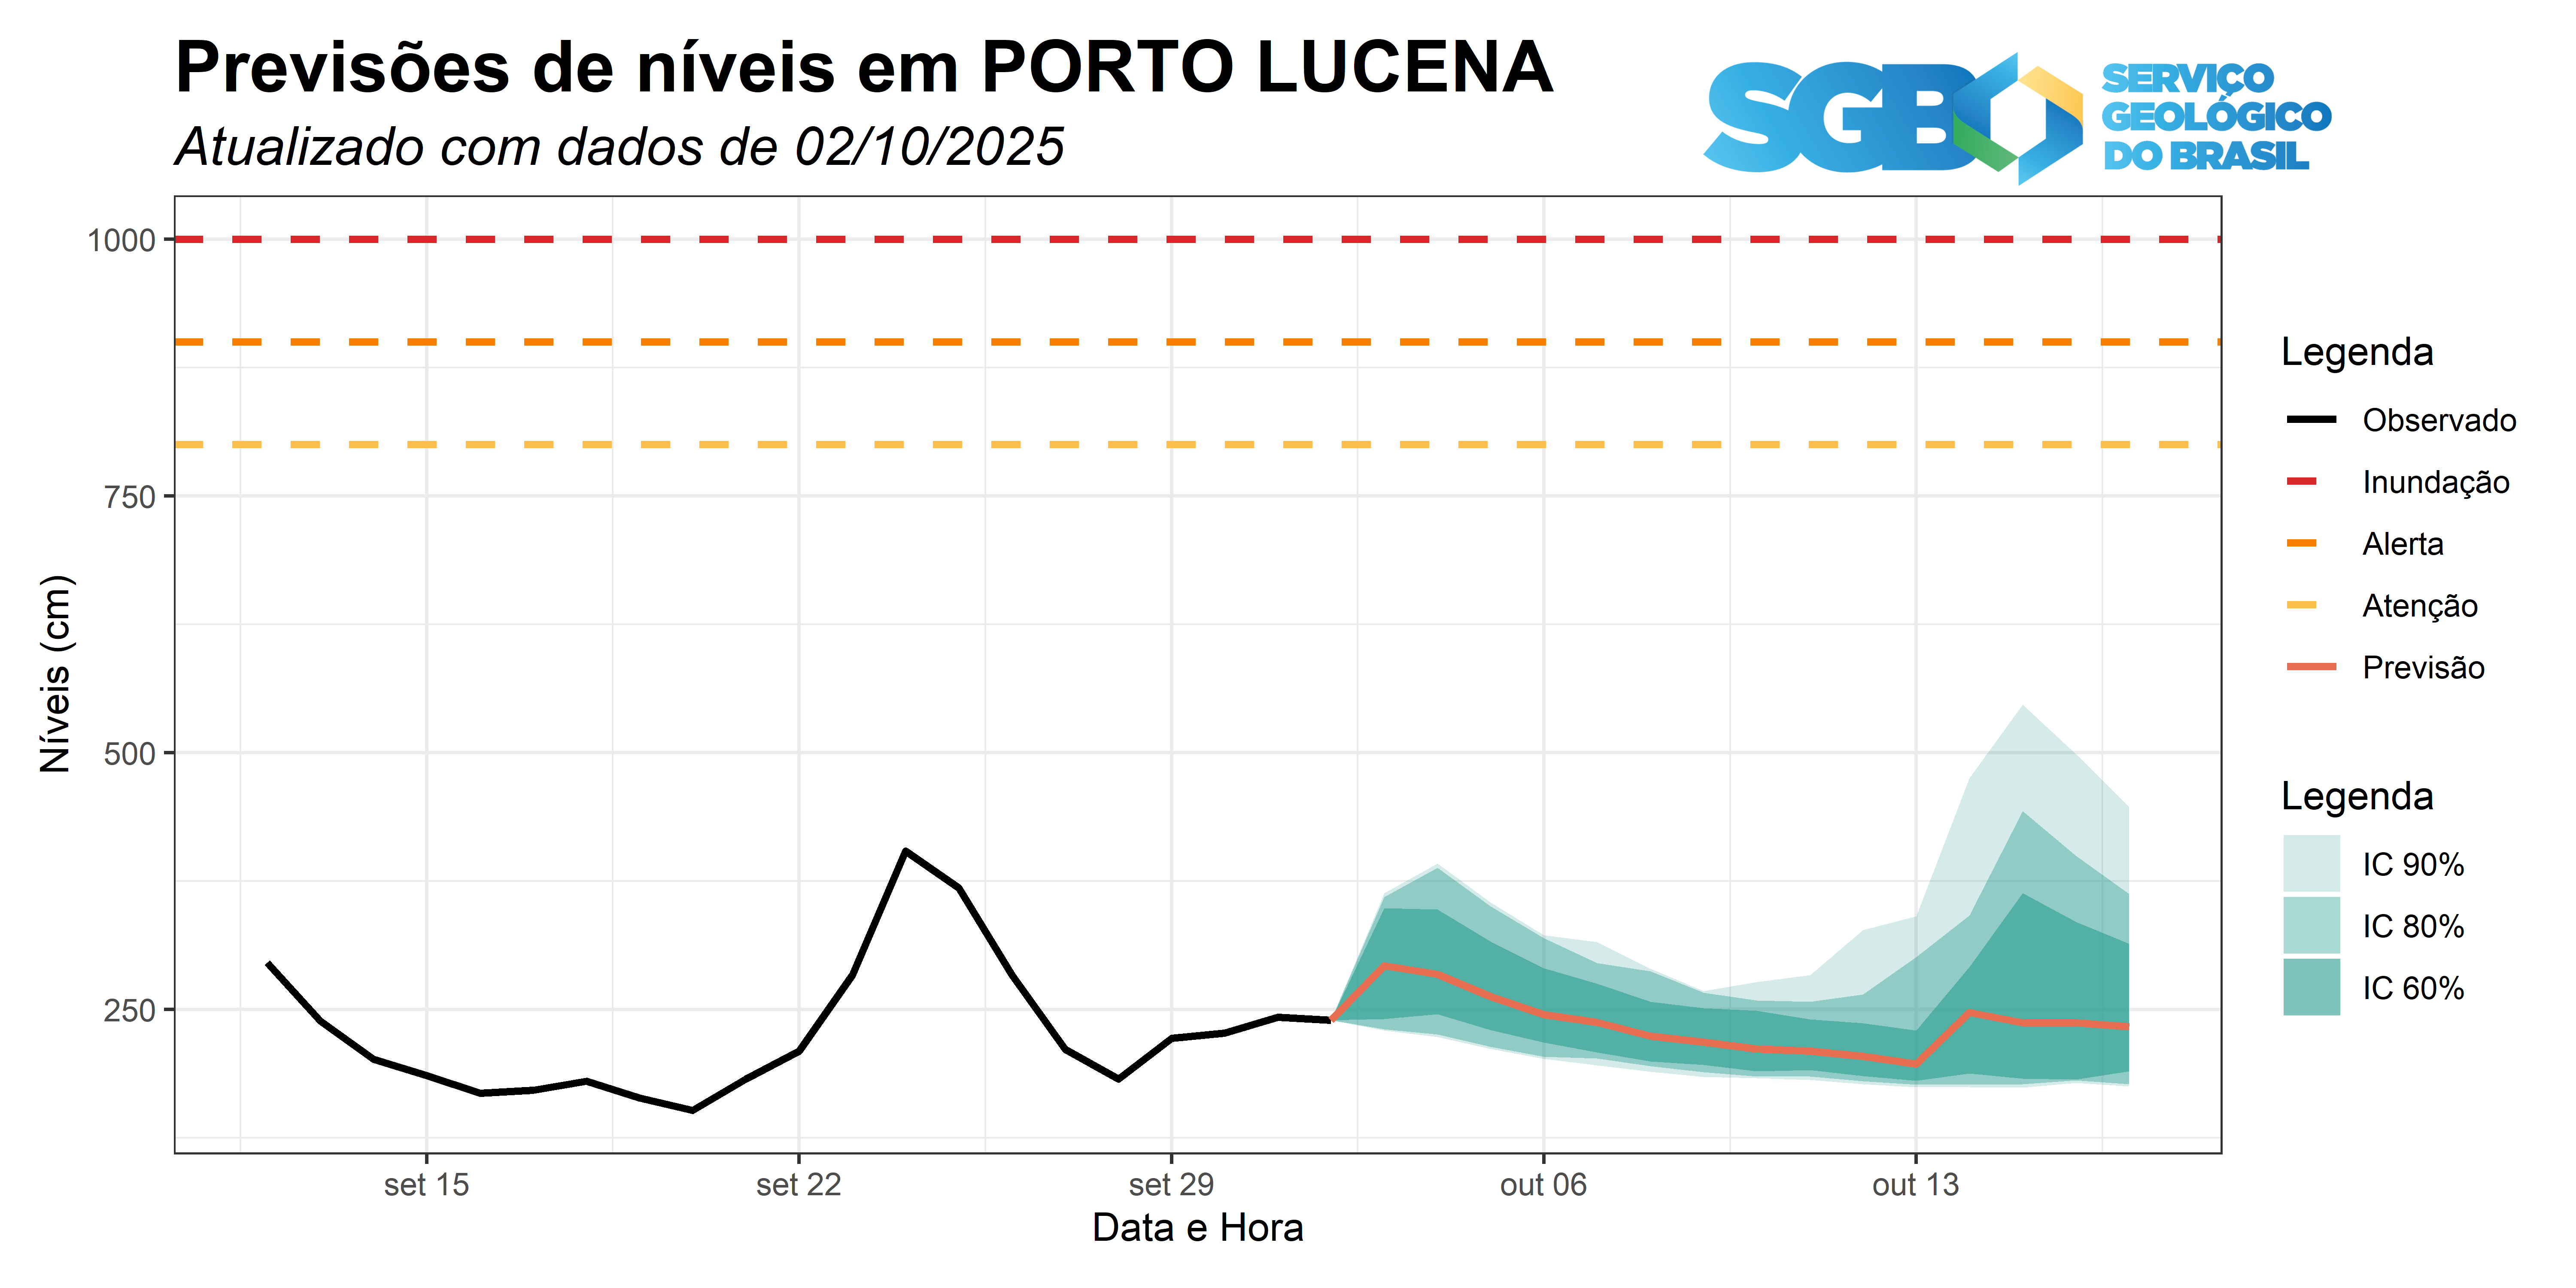 Previsões de níveis em PORTO LUCENA
Atualizado com dados de 02/10/2025
SGB
SERVIÇO
GEOLÓGICO
DO BRASIL
1000
750
500
250
Níveis (cm)
set 15
set 22
set 29
out 06
out 13
Data e Hora
Legenda
Observado
Inundação
Alerta
Atenção
Previsão
Legenda
IC 90%
IC 80%
IC 60%